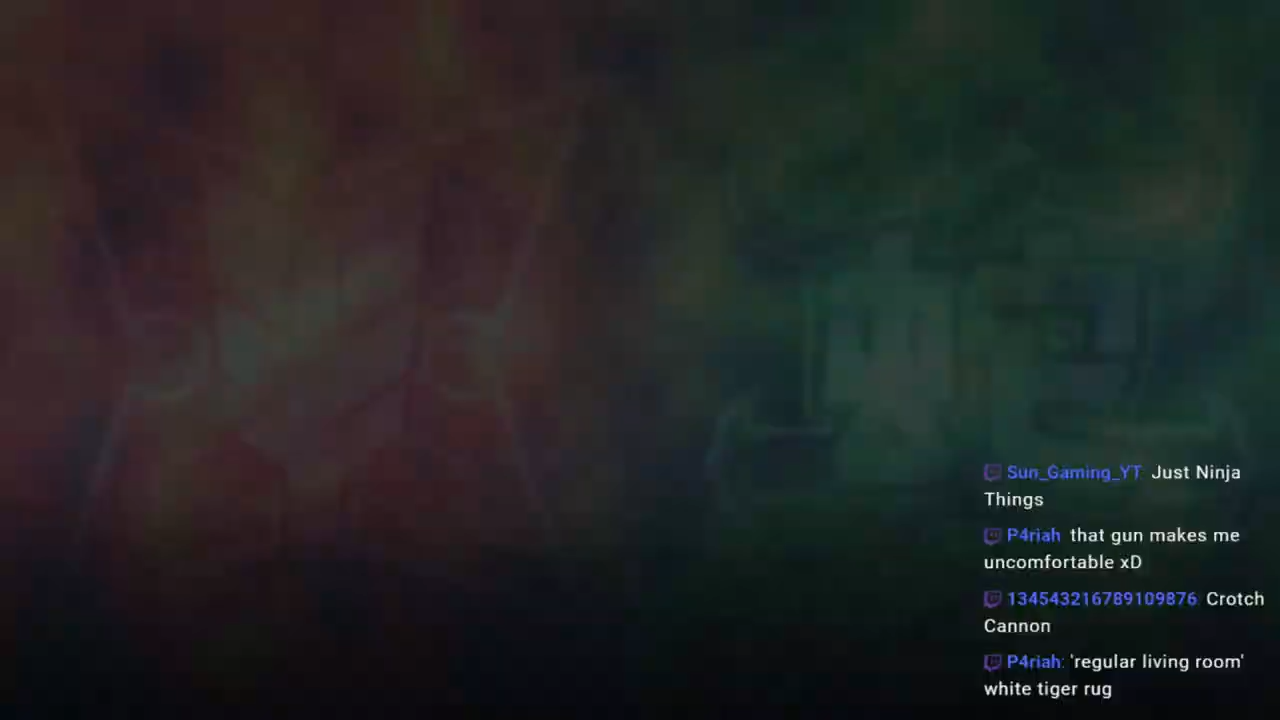 Sun_Gaming_YT: Just Ninja
Things
P4riah: that gun makes me
uncomfortable xD
134543216789109876: Crotch
Cannon
P4riah: 'regular living room'
white tiger rug